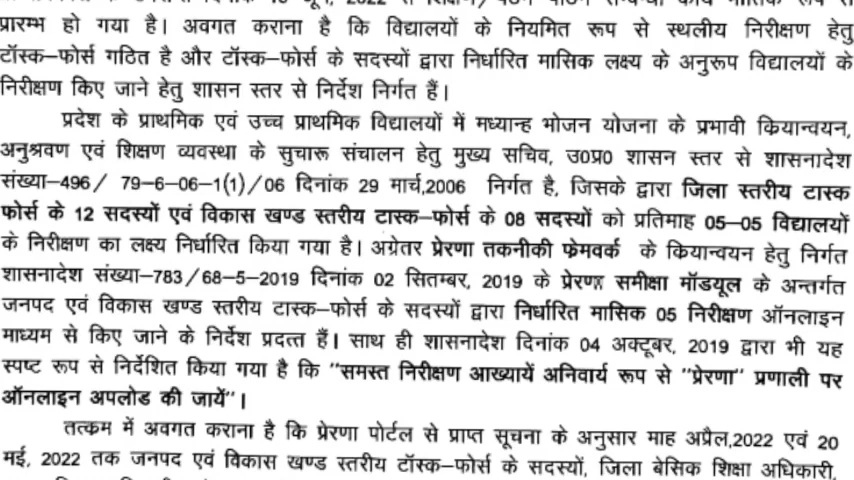 प्रारम्भ हो गया है। अवगत कराना है कि विद्यालयों के नियमित रूप से स्थलीय निरीक्षण हेतु
टॉस्क–फोर्स गठित है और टॉस्क–फोर्स के सदस्यों द्वारा निर्धारित मासिक लक्ष्य के अनुरूप विद्यालयों के
निरीक्षण किए जाने हेतु शासन स्तर से निर्देश निर्गत हैं।
प्रदेश के प्राथमिक एवं उच्च प्राथमिक विद्यालयों में मध्यान्ह भोजन योजना के प्रभावी क्रियान्वयन,
अनुश्रवण एवं शिक्षण व्यवस्था के सुचारू संचालन हेतु मुख्य सचिव, उ0प्र0 शासन स्तर से शासनादेश
संख्या–496/ 79–6–06–1(1)/06 दिनांक 29 मार्च,2006 निर्गत है, जिसके द्वारा जिला स्तरीय टास्क
फोर्स के 12 सदस्यों एवं विकास खण्ड स्तरीय टास्क–फोर्स के 08 सदस्यों को प्रतिमाह 05–05 विद्यालयों
के निरीक्षण का लक्ष्य निर्धारित किया गया है। अग्रेतर प्रेरणा तकनीकी फ्रेमवर्क के क्रियान्वयन हेतु निर्गत
शासनादेश संख्या–783/68–5–2019 दिनांक 02 सितम्बर, 2019 के प्रेरणा समीक्षा मॉडयूल के अन्तर्गत
जनपद एवं विकास खण्ड स्तरीय टास्क–फोर्स के सदस्यों द्वारा निर्धारित मासिक 05 निरीक्षण ऑनलाइन
माध्यम से किए जाने के निर्देश प्रदत्त हैं। साथ ही शासनादेश दिनांक 04 अक्टूबर, 2019 द्वारा भी यह
स्पष्ट रूप से निर्देशित किया गया है कि "समस्त निरीक्षण आख्यायें अनिवार्य रूप से "प्रेरणा" प्रणाली पर
ऑनलाइन अपलोड की जायें"।
तत्क्रम में अवगत कराना है कि प्रेरणा पोर्टल से प्राप्त सूचना के अनुसार माह अप्रैल,2022 एवं 20
मई, 2022 तक जनपद एवं विकास खण्ड स्तरीय टॉस्क–फोर्स के सदस्यों, जिला बेसिक शिक्षा अधिकारी,